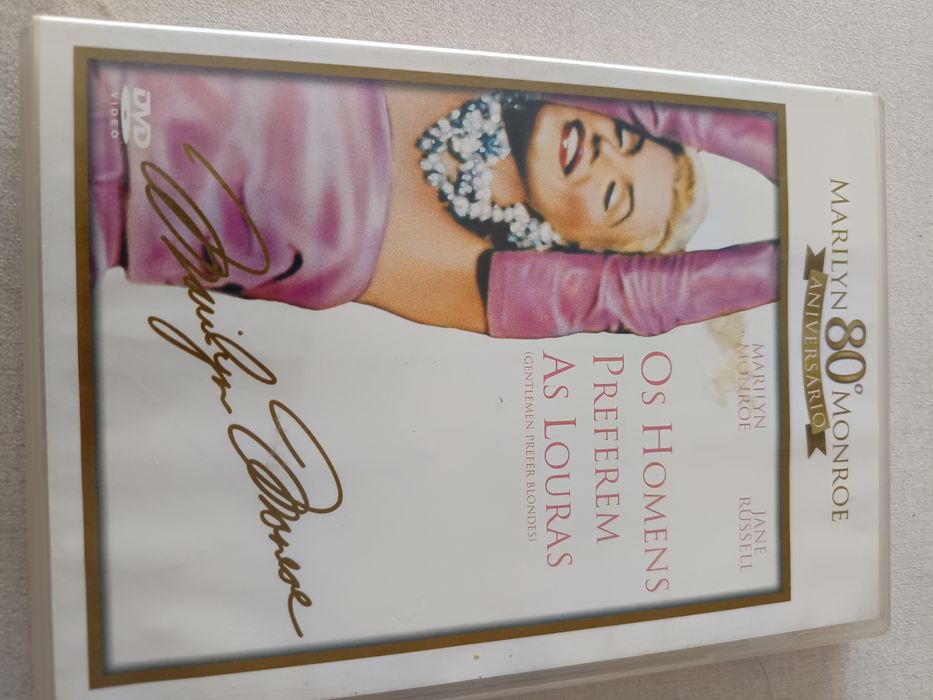 MARILYN 80º MONROE
ANIVERSÁRIO
MARILYN
MONROE
JANE
RUSSELL
OS HOMENS
PREFEREM
AS LOURAS
(GENTLEMEN PREFER BLONDES)
Marilyn Monroe
DVD
VIDEO